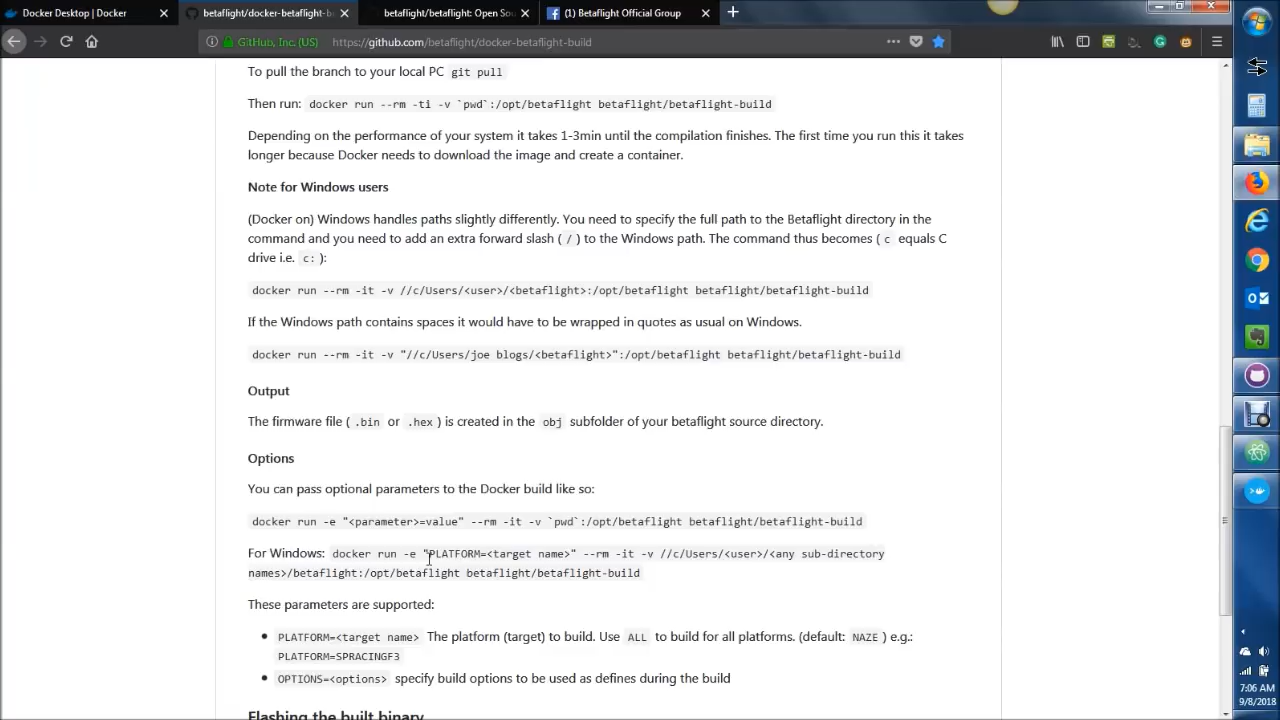 Docker Desktop | Docker
betaflight/docker-betaflight-b
betaflight/betaflight: Open Sou
(1) Betaflight Official Group
GitHub, Inc. (US)
https://github.com/betaflight/docker-betaflight-build
To pull the branch to your local PC git pull
Then run: docker run --rm -ti -v `pwd`:/opt/betaflight betaflight/betaflight-build
Depending on the performance of your system it takes 1-3min until the compilation finishes. The first time you run this it takes
longer because Docker needs to download the image and create a container.
Note for Windows users
(Docker on) Windows handles paths slightly differently. You need to specify the full path to the Betaflight directory in the
command and you need to add an extra forward slash ( / ) to the Windows path. The command thus becomes ( c equals C
drive i.e. c: ):
docker run --rm -it -v //c/Users/<user>/<betaflight>:/opt/betaflight betaflight/betaflight-build
If the Windows path contains spaces it would have to be wrapped in quotes as usual on Windows.
docker run --rm -it -v "//c/Users/joe blogs/<betaflight>":/opt/betaflight betaflight/betaflight-build
Output
The firmware file ( .bin or .hex ) is created in the obj subfolder of your betaflight source directory.
Options
You can pass optional parameters to the Docker build like so:
docker run -e "<parameter>=value" --rm -it -v `pwd`:/opt/betaflight betaflight/betaflight-build
For Windows: docker run -e "PLATFORM=<target name>" --rm -it -v //c/Users/<user>/<any sub-directory
names>/betaflight:/opt/betaflight betaflight/betaflight-build
These parameters are supported:
PLATFORM=<target name> The platform (target) to build. Use ALL to build for all platforms. (default: NAZE ) e.g.:
PLATFORM=SPRACINGF3
OPTIONS=<options> specify build options to be used as defines during the build
Flashing the built binary
7:06 AM
9/8/2018